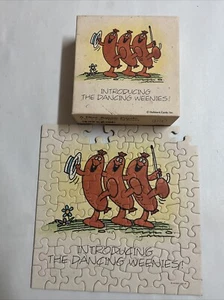 INTRODUCING
THE DANCING WEENIES!
INTRODUCING
THE DANCING WEENIES!